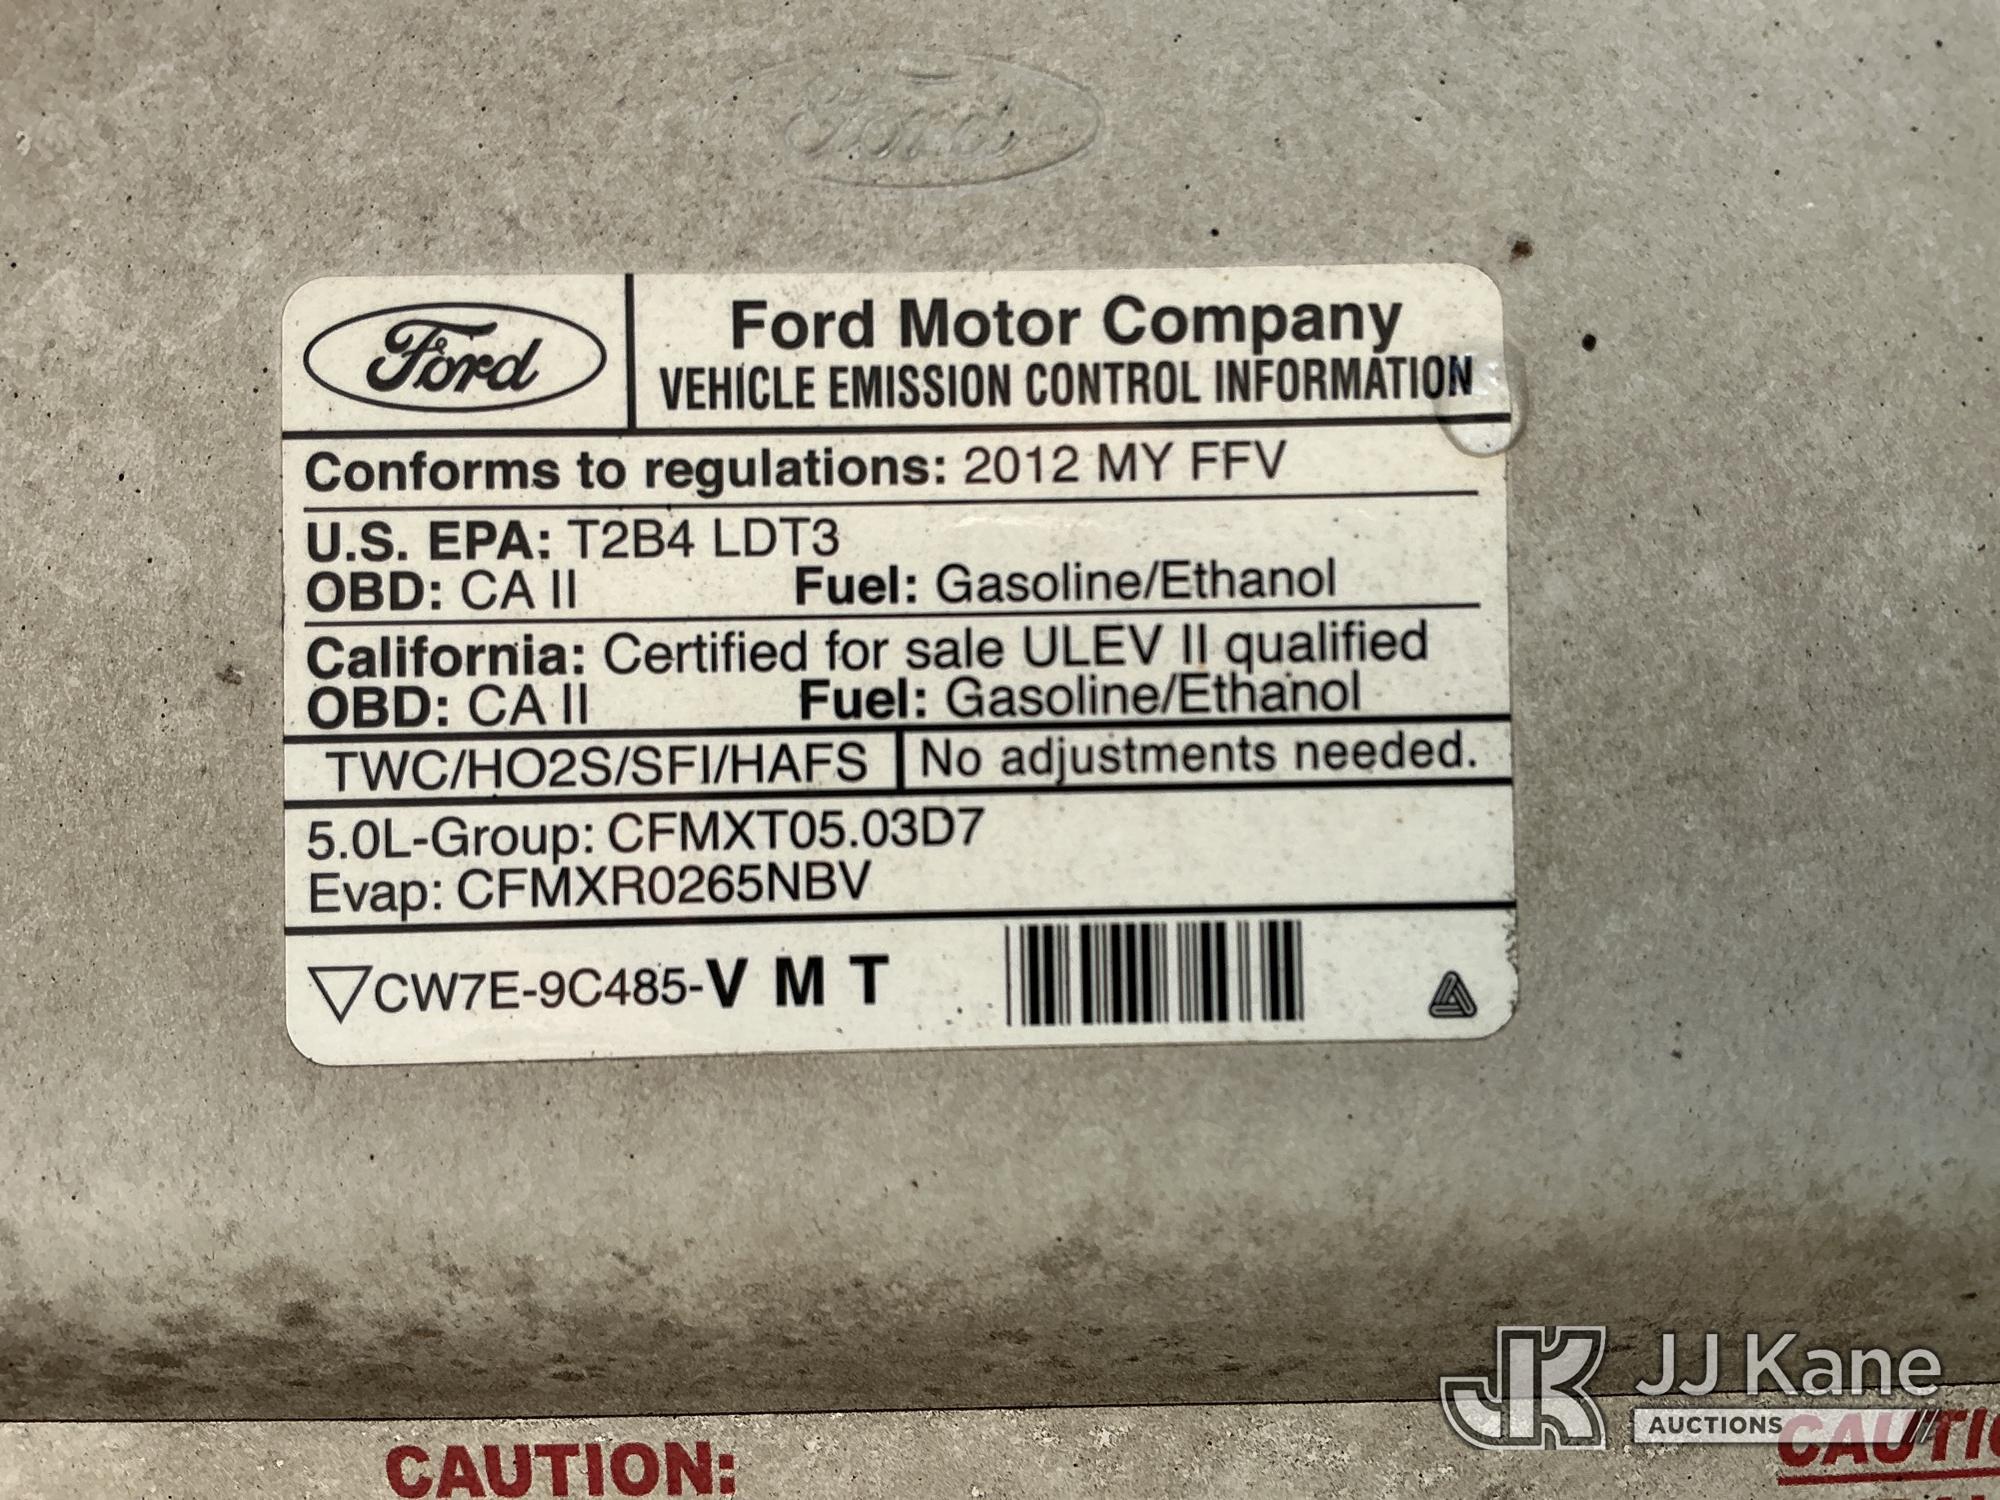 Ford
Ford
Ford Motor Company
VEHICLE EMISSION CONTROL INFORMATION
Conforms to regulations: 2012 MY FFV
U.S. EPA: T2B4 LDT3
OBD: CA II Fuel: Gasoline/Ethanol
California: Certified for sale ULEV II qualified
OBD: CA II Fuel: Gasoline/Ethanol
TWC/HO2S/SFI/HAFS No adjustments needed.
5.0L-Group: CFMXT05.03D7
Evap: CFMXR0265NBV
CW7E-9C485-V M T
JK JJ Kane
AUCTIONS
CAUTION: